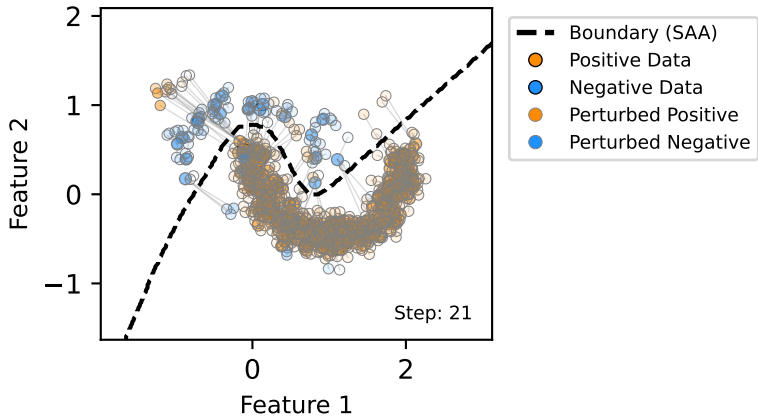 2
1
0
−1
Feature 2
0
2
Feature 1
Step: 21
Boundary (SAA)
Positive Data
Negative Data
Perturbed Positive
Perturbed Negative